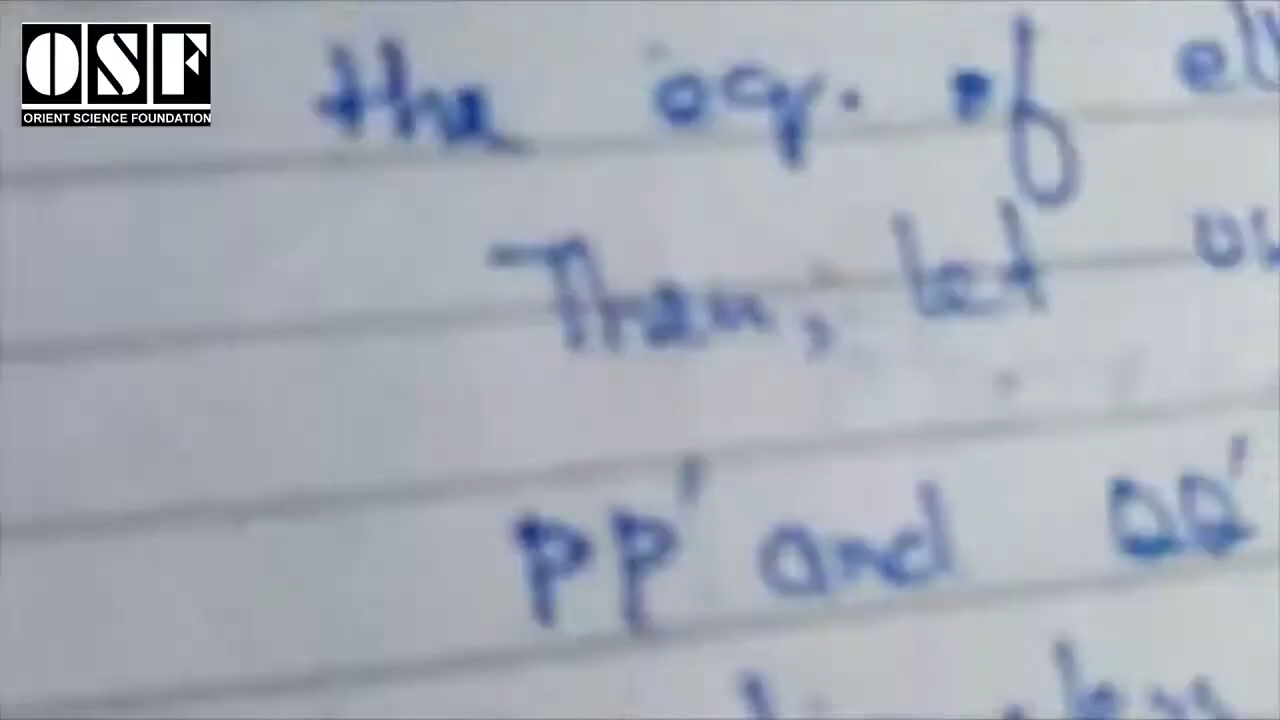 OSF
ORIENT SCIENCE FOUNDATION
the eq. of
Then, let
PP' and QQ'